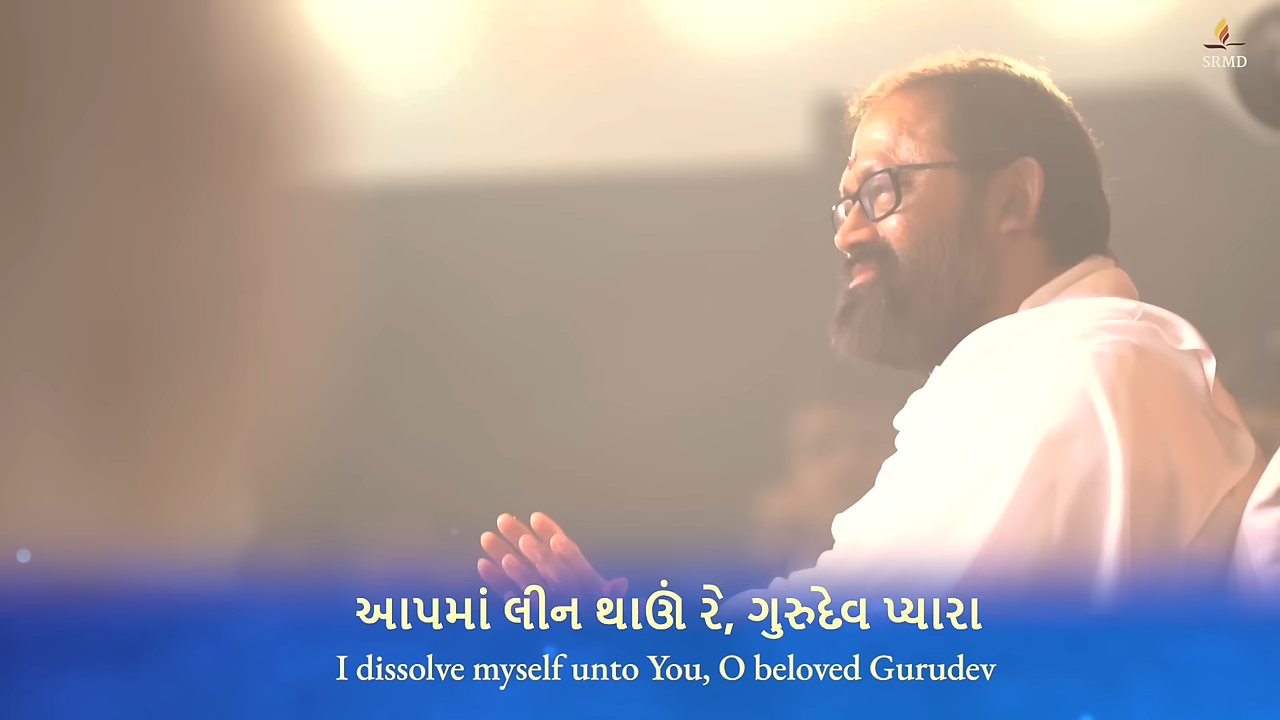 SRMD
આપમાં લીન થાઊં રે, ગુરુદેવ પ્યારા
I dissolve myself unto You, O beloved Gurudev